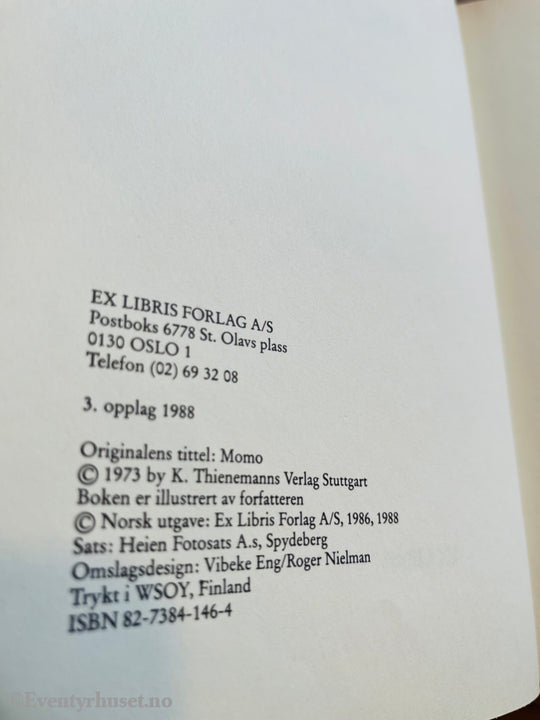 EX LIBRIS FORLAG A/S
Postboks 6778 St. Olavs plass
0130 OSLO 1
Telefon (02) 69 32 08
3. opplag 1988
Originalens tittel: Momo
© 1973 by K. Thienemanns Verlag Stuttgart
Boken er illustrert av forfatteren
© Norsk utgave: Ex Libris Forlag A/S, 1986, 1988
Sats: Heien Fotosats A.s, Spydeberg
Omslagsdesign: Vibeke Eng/Roger Nielman
Trykt i WSOY, Finland
ISBN 82-7384-146-4
©Eventyrhuset.no